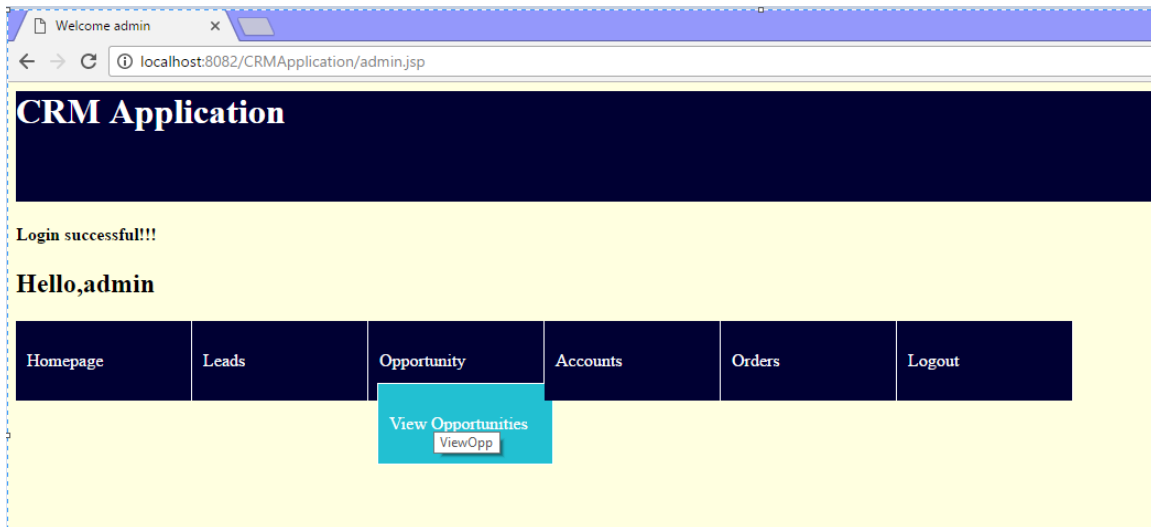 Welcome admin
localhost:8082/CRMApplication/admin.jsp
CRM Application
Login successful!!!
Hello,admin
Homepage Leads Opportunity Accounts Orders Logout
View Opportunities
ViewOpp